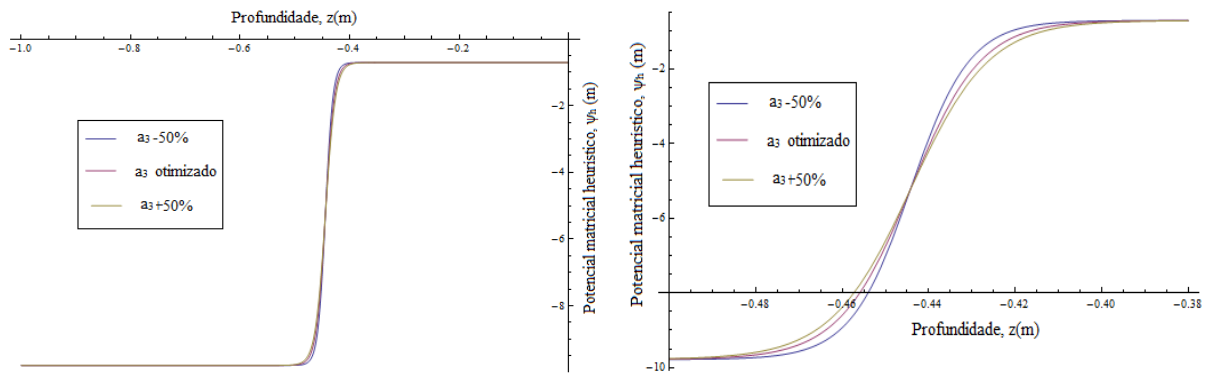 Profundidade, z(m)
−1.0 −0.8 −0.6 −0.4 −0.2
−2
−4
−6
−8
Potencial matricial heurístico, ψh (m)
a3 -50%
a3 otimizado
a3+50%
−2
−4
−6
−10
Potencial matricial heurístico, ψh (m)
a3 -50%
a3 otimizado
a3+50%
−0.48 −0.46 −0.44 −0.42 −0.40 −0.38
Profundidade, z(m)